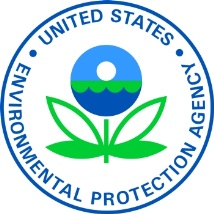 UNITED STATES
• ENVIRONMENTAL PROTECTION AGENCY •